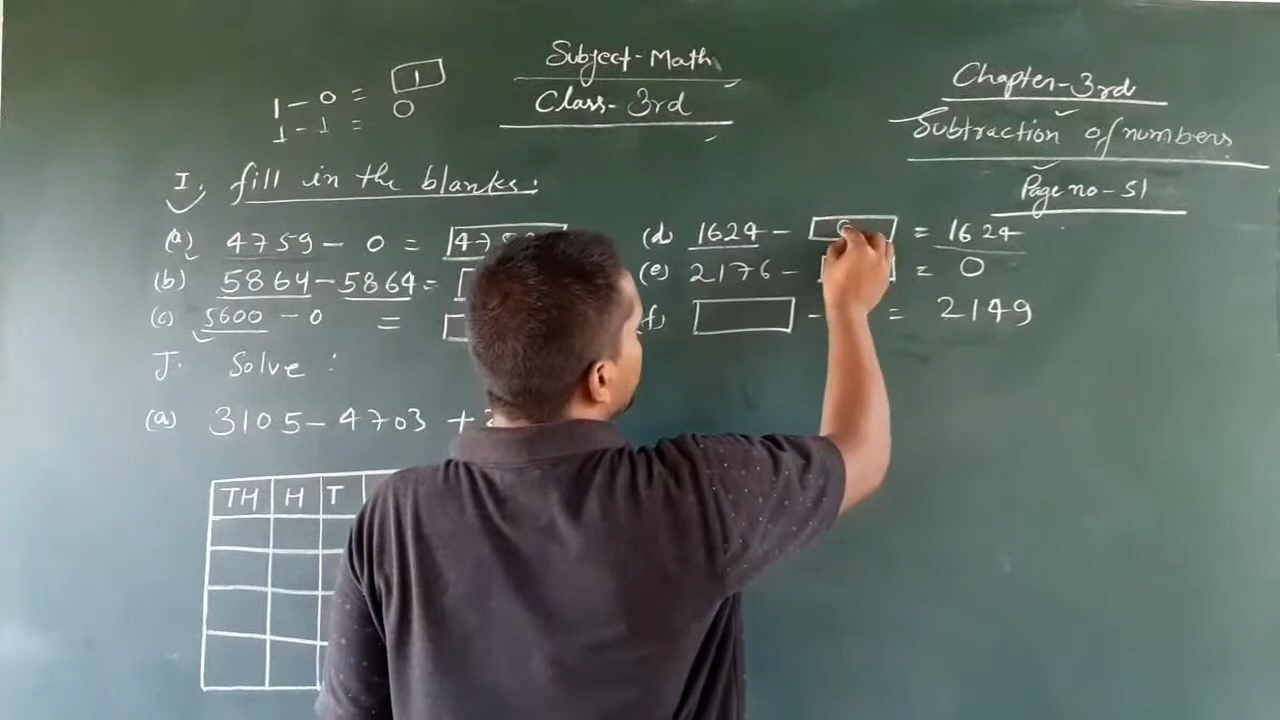 Subject-Math
Class-3rd
Chapter-3rd
Subtraction of numbers
Page no-51
1-0 = 1
1-1 = 0
I. fill in the blanks:
(a) 4759-0 =
(b) 5864-5864=
(c) 5600-0 =
(d) 1624- = 1624
(e) 2176- = 0
(f) - = 2149
J. Solve :
(a) 3105-4703 +
TH H T